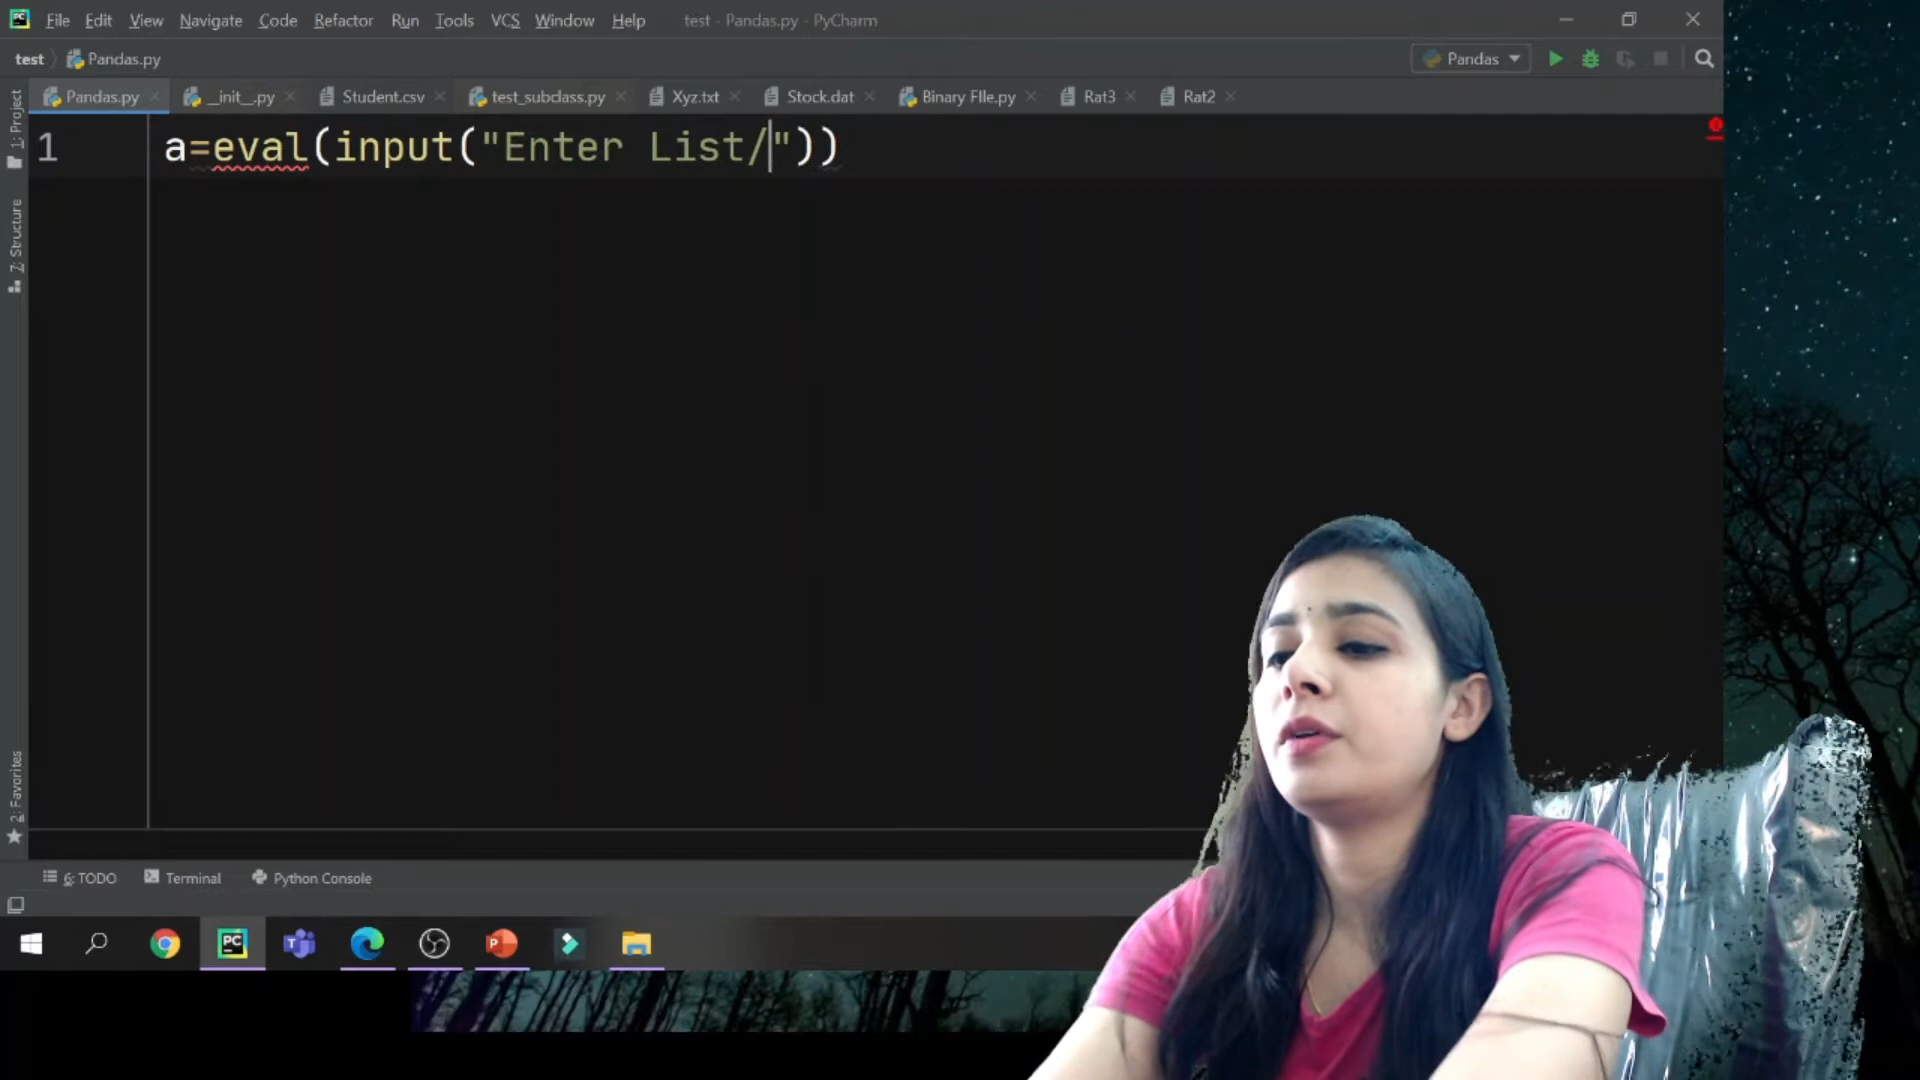 File Edit View Navigate Code Refactor Run Tools VCS Window Help test - Pandas.py - PyCharm
test Pandas.py Pandas
Pandas.py __init__.py Student.csv test_subclass.py Xyz.txt Stock.dat Binary FIle.py Rat3 Rat2
1 a=eval(input("Enter List/"))
1: Project
7: Structure
2: Favorites
6: TODO Terminal Python Console
PC
P